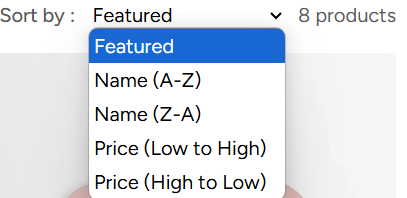 Sort by : Featured 8 products
Featured
Name (A-Z)
Name (Z-A)
Price (Low to High)
Price (High to Low)